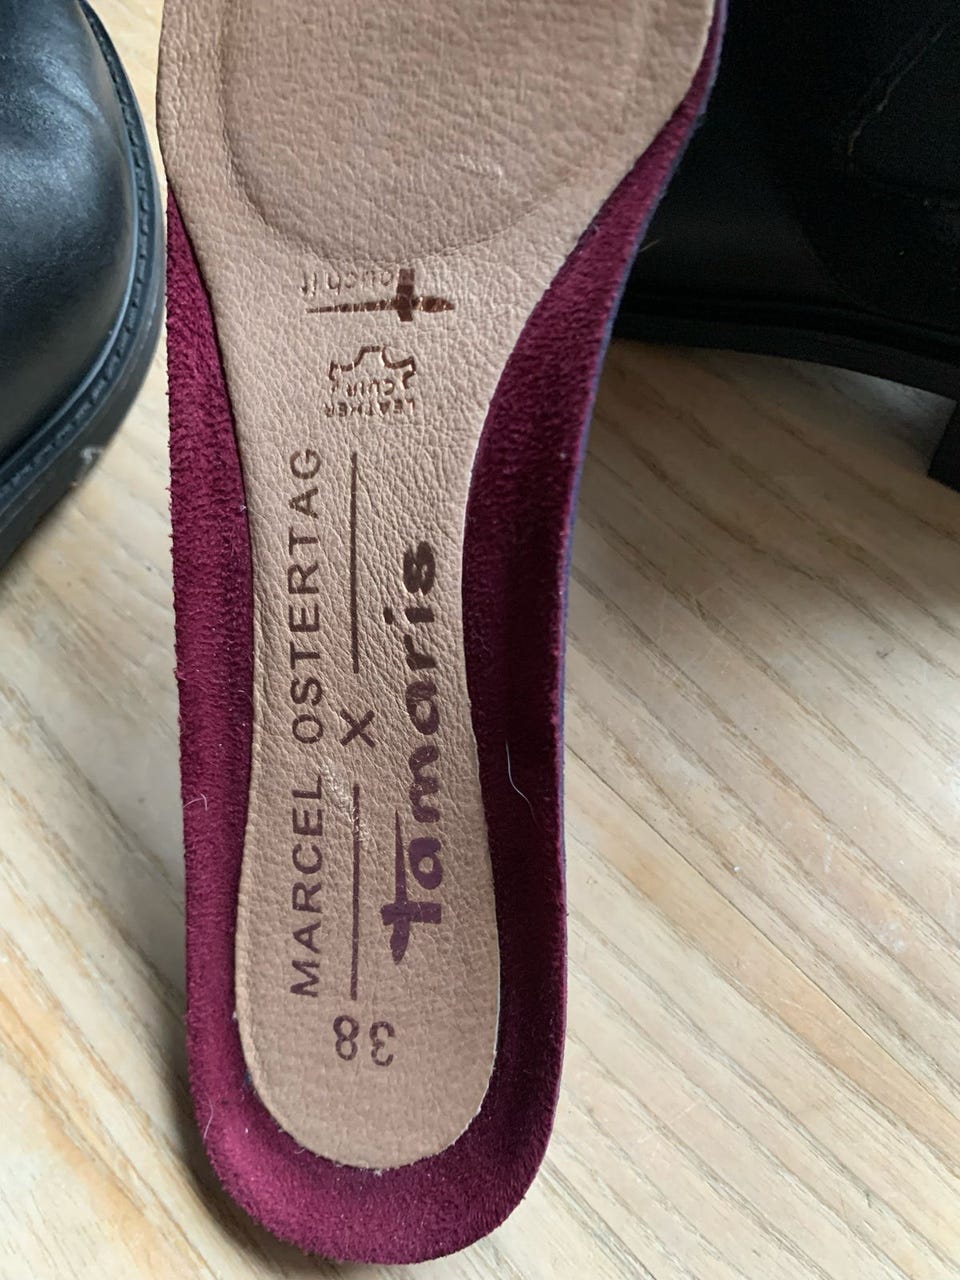 MARCEL OSTERTAG
X
tamaris
38
LEATHER
CUIR
touch it